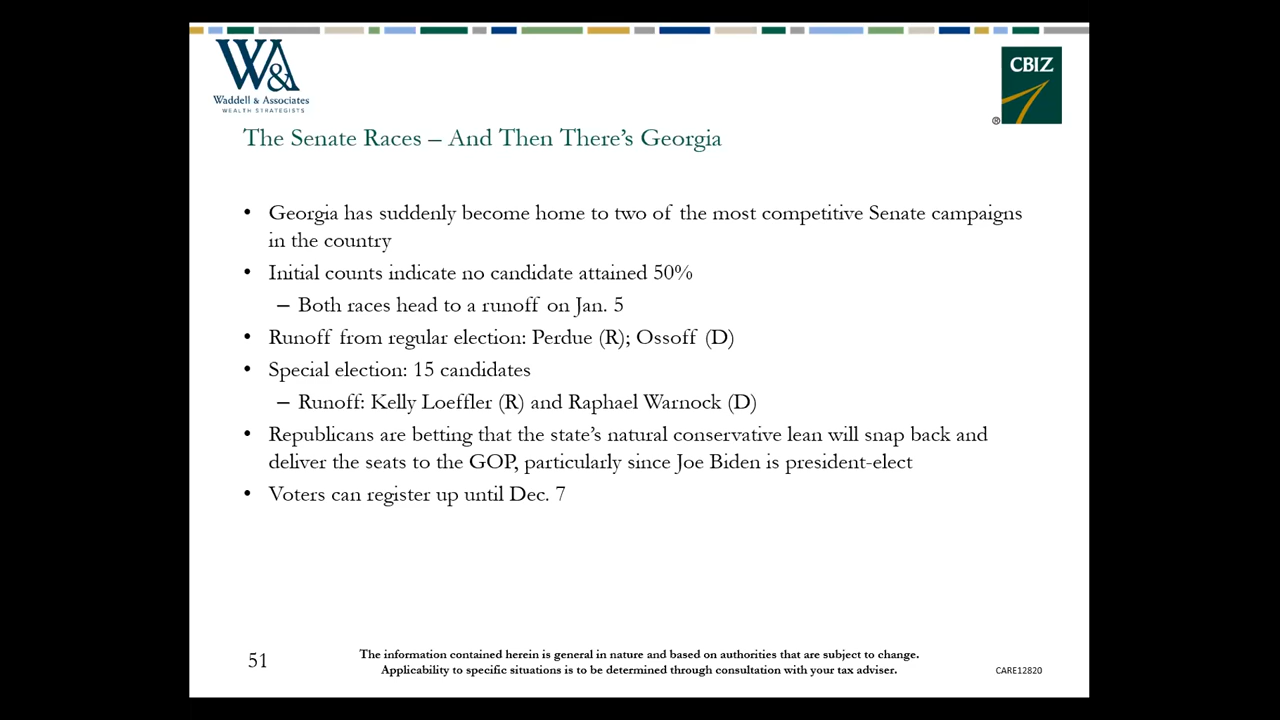 W&A
Waddell & Associates
WEALTH STRATEGISTS
CBIZ
®
The Senate Races – And Then There's Georgia
• Georgia has suddenly become home to two of the most competitive Senate campaigns
in the country
• Initial counts indicate no candidate attained 50%
– Both races head to a runoff on Jan. 5
• Runoff from regular election: Perdue (R); Ossoff (D)
• Special election: 15 candidates
– Runoff: Kelly Loeffler (R) and Raphael Warnock (D)
• Republicans are betting that the state's natural conservative lean will snap back and
deliver the seats to the GOP, particularly since Joe Biden is president-elect
• Voters can register up until Dec. 7
51
The information contained herein is general in nature and based on authorities that are subject to change.
Applicability to specific situations is to be determined through consultation with your tax adviser.
CARE12820